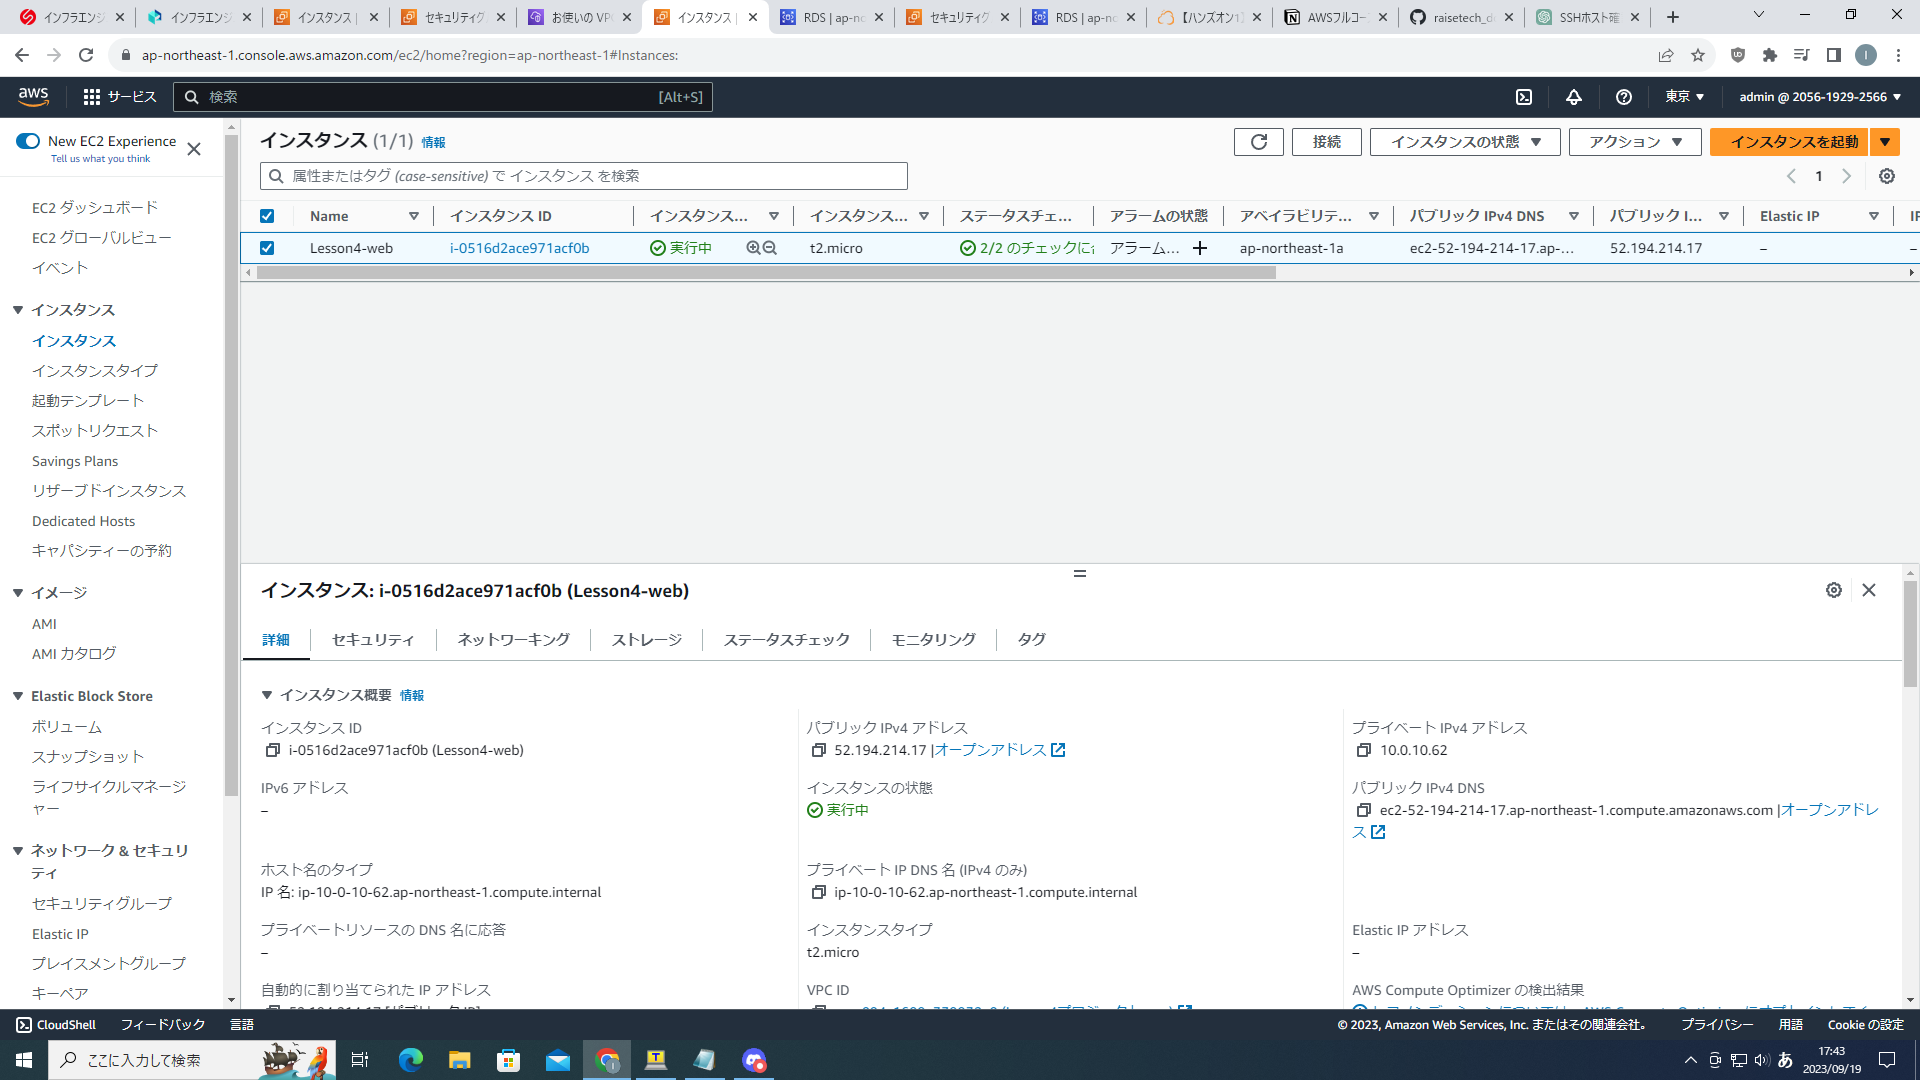 インフラエンジ
インフラエンジ
インスタンス |
セキュリティグ
お使いの VPC
インスタンス |
RDS | ap-nc
セキュリティグ
RDS | ap-nc
【ハンズオン1】
AWSフルコー
raisetech_d
SSHホスト確
ap-northeast-1.console.aws.amazon.com/ec2/home?region=ap-northeast-1#Instances:
aws
サービス
検索
[Alt+S]
東京
admin @ 2056-1929-2566
New EC2 Experience
Tell us what you think
EC2 ダッシュボード
EC2 グローバルビュー
イベント
インスタンス
インスタンス
インスタンスタイプ
起動テンプレート
スポットリクエスト
Savings Plans
リザーブドインスタンス
Dedicated Hosts
キャパシティーの予約
イメージ
AMI
AMI カタログ
Elastic Block Store
ボリューム
スナップショット
ライフサイクルマネージ
ャー
ネットワーク & セキュリ
ティ
セキュリティグループ
Elastic IP
プレイスメントグループ
キーペア
インスタンス (1/1) 情報
接続
インスタンスの状態
アクション
インスタンスを起動
属性またはタグ (case-sensitive) で インスタンス を検索
1
Name
インスタンス ID
インスタンス...
インスタンス...
ステータスチェ...
アラームの状態
アベイラビリテ...
パブリック IPv4 DNS
パブリック I...
Elastic IP
IP
Lesson4-web
i-0516d2ace971acf0b
実行中
t2.micro
2/2 のチェックに合
アラーム...
ap-northeast-1a
ec2-52-194-214-17.ap-...
52.194.214.17
–
–
インスタンス: i-0516d2ace971acf0b (Lesson4-web)
詳細
セキュリティ
ネットワーキング
ストレージ
ステータスチェック
モニタリング
タグ
インスタンス概要 情報
インスタンス ID
i-0516d2ace971acf0b (Lesson4-web)
パブリック IPv4 アドレス
52.194.214.17 |オープンアドレス
プライベート IPv4 アドレス
10.0.10.62
IPv6 アドレス
–
インスタンスの状態
実行中
パブリック IPv4 DNS
ec2-52-194-214-17.ap-northeast-1.compute.amazonaws.com |オープンアドレ
ス
ホスト名のタイプ
IP 名: ip-10-0-10-62.ap-northeast-1.compute.internal
プライベート IP DNS 名 (IPv4 のみ)
ip-10-0-10-62.ap-northeast-1.compute.internal
プライベートリソースの DNS 名に応答
–
インスタンスタイプ
t2.micro
Elastic IP アドレス
–
自動的に割り当てられた IP アドレス
VPC ID
AWS Compute Optimizer の検出結果
CloudShell
フィードバック
言語
© 2023, Amazon Web Services, Inc. またはその関連会社。
プライバシー
用語
Cookie の設定
ここに入力して検索
あ
17:43
2023/09/19